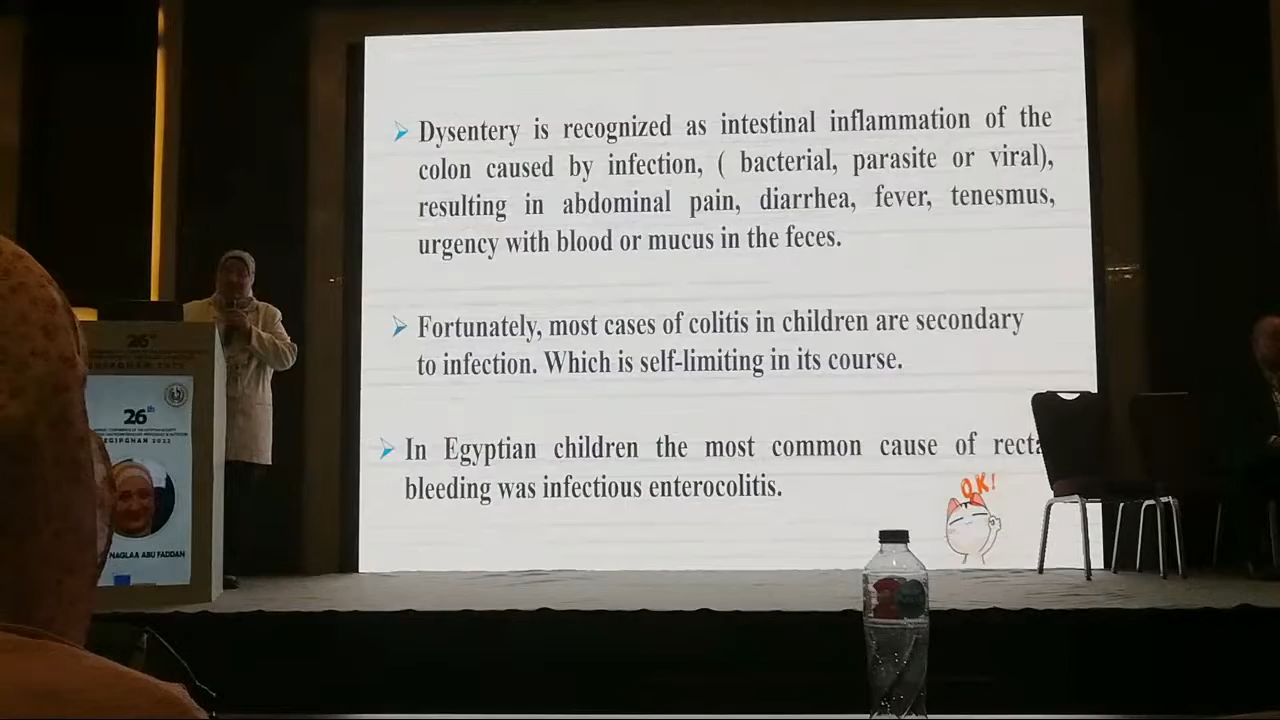 Dysentery is recognized as intestinal inflammation of the
colon caused by infection, ( bacterial, parasite or viral),
resulting in abdominal pain, diarrhea, fever, tenesmus,
urgency with blood or mucus in the feces.
Fortunately, most cases of colitis in children are secondary
to infection. Which is self-limiting in its course.
In Egyptian children the most common cause of recta
bleeding was infectious enterocolitis.
OK!
26th
26th
EGIPGHAN 2022
NAGLAA ABU FADDAN